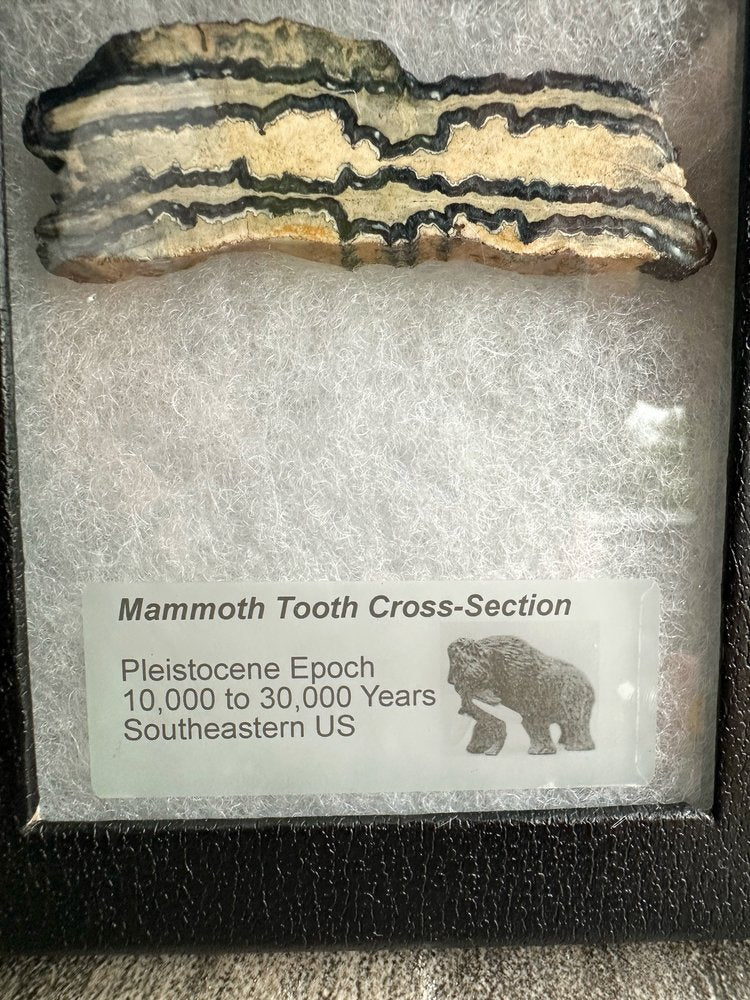 Mammoth Tooth Cross-Section
Pleistocene Epoch
10,000 to 30,000 Years
Southeastern US